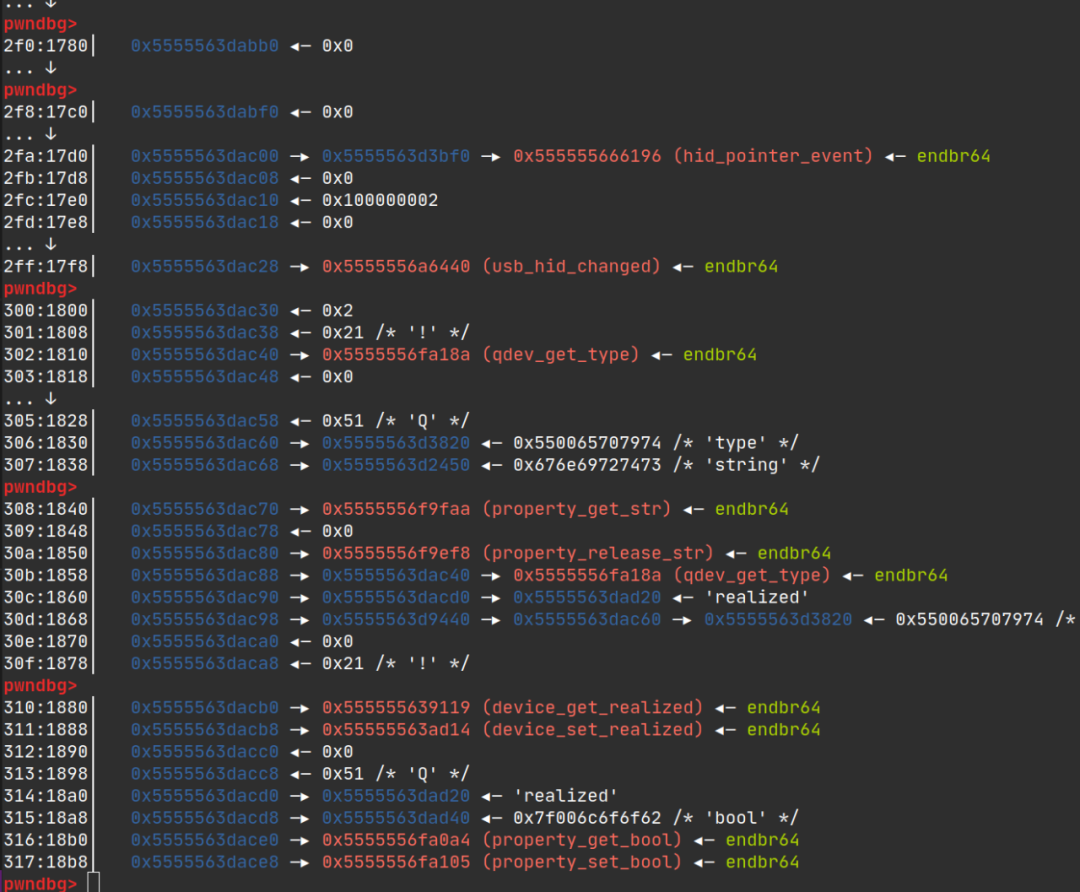 ... ↓
pwndbg>
2f0:1780│ 0x5555563dabb0 ◂— 0x0
... ↓
pwndbg>
2f8:17c0│ 0x5555563dabf0 ◂— 0x0
... ↓
2fa:17d0│ 0x5555563dac00 —▸ 0x5555563d3bf0 —▸ 0x555555666196 (hid_pointer_event) ◂— endbr64
2fb:17d8│ 0x5555563dac08 ◂— 0x0
2fc:17e0│ 0x5555563dac10 ◂— 0x100000002
2fd:17e8│ 0x5555563dac18 ◂— 0x0
... ↓
2ff:17f8│ 0x5555563dac28 —▸ 0x5555556a6440 (usb_hid_changed) ◂— endbr64
pwndbg>
300:1800│ 0x5555563dac30 ◂— 0x2
301:1808│ 0x5555563dac38 ◂— 0x21 /* '!' */
302:1810│ 0x5555563dac40 —▸ 0x5555556fa18a (qdev_get_type) ◂— endbr64
303:1818│ 0x5555563dac48 ◂— 0x0
... ↓
305:1828│ 0x5555563dac58 ◂— 0x51 /* 'Q' */
306:1830│ 0x5555563dac60 —▸ 0x5555563d3820 ◂— 0x550065707974 /* 'type' */
307:1838│ 0x5555563dac68 —▸ 0x5555563d2450 ◂— 0x676e69727473 /* 'string' */
pwndbg>
308:1840│ 0x5555563dac70 —▸ 0x5555556f9faa (property_get_str) ◂— endbr64
309:1848│ 0x5555563dac78 ◂— 0x0
30a:1850│ 0x5555563dac80 —▸ 0x5555556f9ef8 (property_release_str) ◂— endbr64
30b:1858│ 0x5555563dac88 —▸ 0x5555563dac40 —▸ 0x5555556fa18a (qdev_get_type) ◂— endbr64
30c:1860│ 0x5555563dac90 —▸ 0x5555563dacd0 —▸ 0x5555563dad20 ◂— 'realized'
30d:1868│ 0x5555563dac98 —▸ 0x5555563d9440 —▸ 0x5555563dac60 —▸ 0x5555563d3820 ◂— 0x550065707974 /*
30e:1870│ 0x5555563daca0 ◂— 0x0
30f:1878│ 0x5555563daca8 ◂— 0x21 /* '!' */
pwndbg>
310:1880│ 0x5555563dacb0 —▸ 0x555555639119 (device_get_realized) ◂— endbr64
311:1888│ 0x5555563dacb8 —▸ 0x55555563ad14 (device_set_realized) ◂— endbr64
312:1890│ 0x5555563dacc0 ◂— 0x0
313:1898│ 0x5555563dacc8 ◂— 0x51 /* 'Q' */
314:18a0│ 0x5555563dacd0 —▸ 0x5555563dad20 ◂— 'realized'
315:18a8│ 0x5555563dacd8 —▸ 0x5555563dad40 ◂— 0x7f006c6f6f62 /* 'bool' */
316:18b0│ 0x5555563dace0 —▸ 0x5555556fa0a4 (property_get_bool) ◂— endbr64
317:18b8│ 0x5555563dace8 —▸ 0x5555556fa105 (property_set_bool) ◂— endbr64
pwndbg>